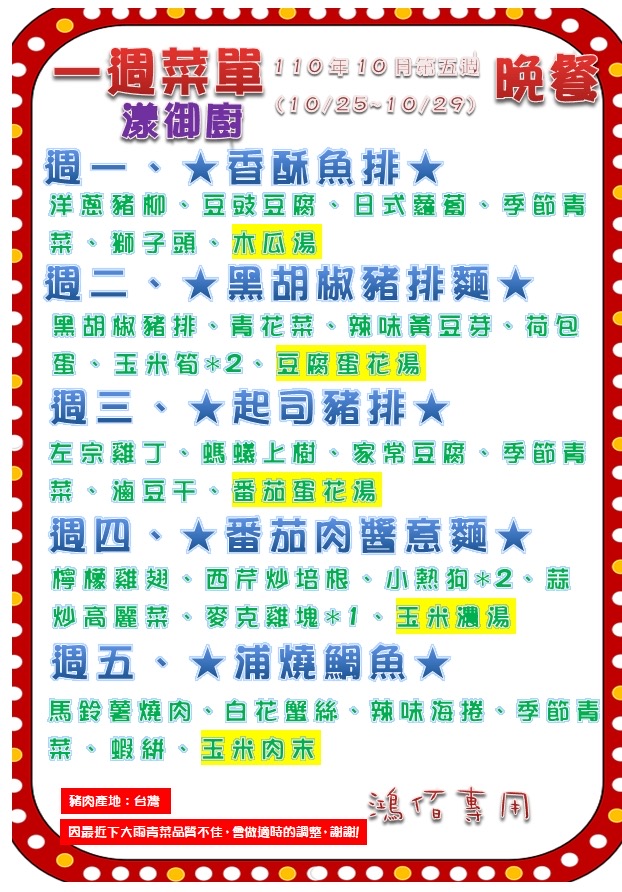 一週菜單 110年10月第五週 晚餐
漾御廚 (10/25~10/29)
週一、★香酥魚排★
洋蔥豬柳、豆豉豆腐、日式蘿蔔、季節青
菜、獅子頭、木瓜湯
週二、★黑胡椒豬排麵★
黑胡椒豬排、青花菜、辣味黃豆芽、荷包
蛋、玉米筍*2、豆腐蛋花湯
週三、★起司豬排★
左宗雞丁、螞蟻上樹、家常豆腐、季節青
菜、滷豆干、番茄蛋花湯
週四、★番茄肉醬意麵★
檸檬雞翅、西芹炒培根、小熱狗*2、蒜
炒高麗菜、麥克雞塊*1、玉米濃湯
週五、★浦燒鯛魚★
馬鈴薯燒肉、白花蟹絲、辣味海捲、季節青
菜、蝦餅、玉米肉末
豬肉產地：台灣
鴻佰專用
因最近下大雨青菜品質不佳，會做適時的調整，謝謝!